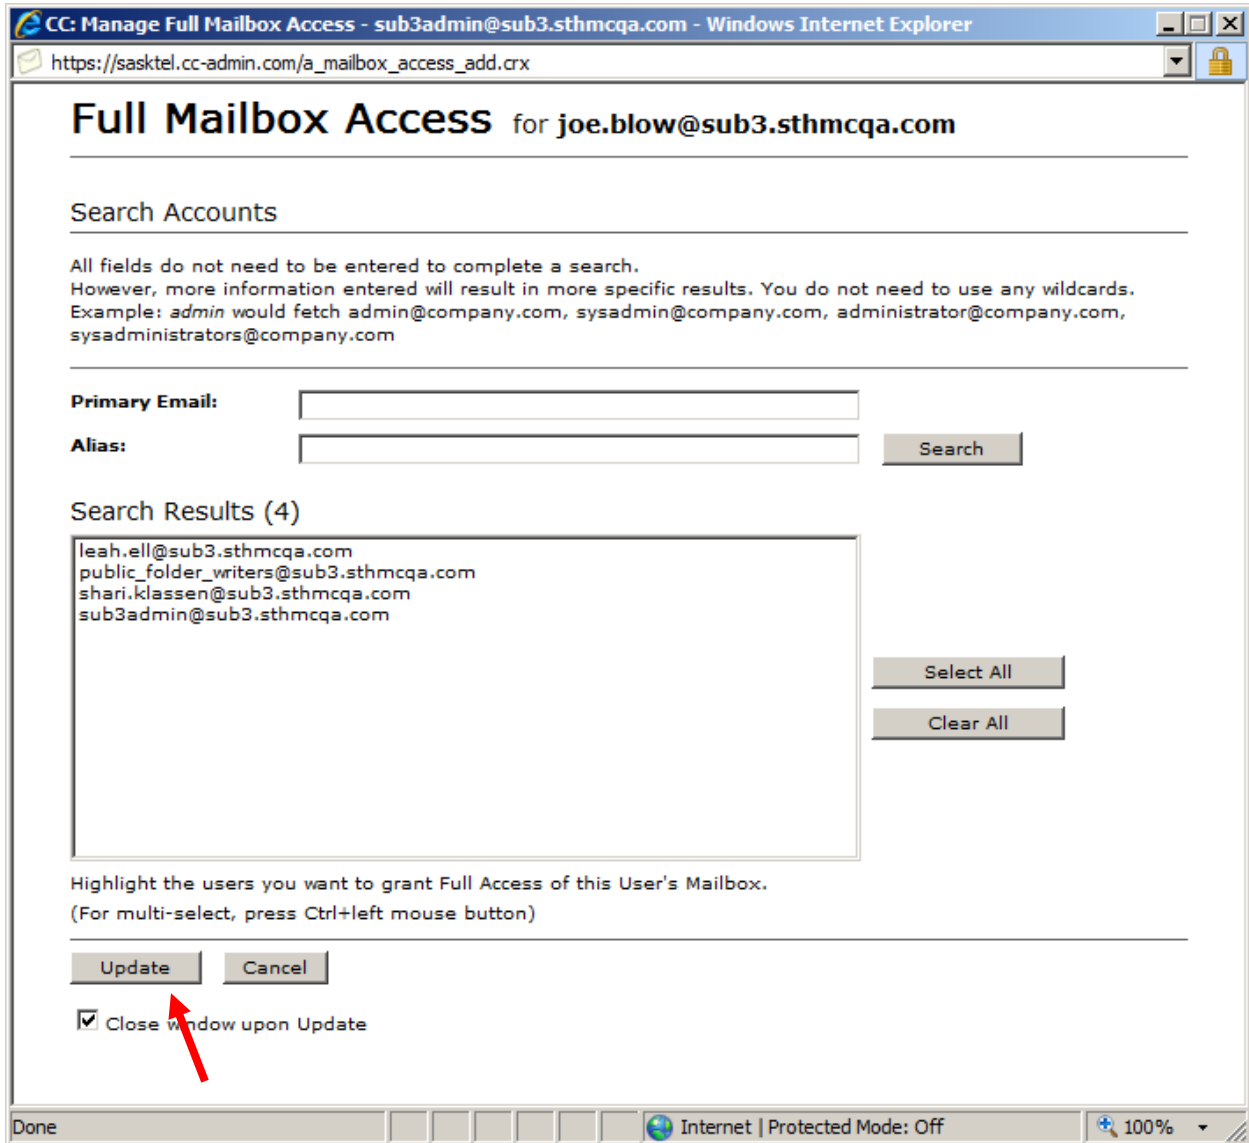 CC: Manage Full Mailbox Access - sub3admin@sub3.sthmcqa.com - Windows Internet Explorer
https://sasktel.cc-admin.com/a_mailbox_access_add.crx
Full Mailbox Access for joe.blow@sub3.sthmcqa.com
Search Accounts
All fields do not need to be entered to complete a search.
However, more information entered will result in more specific results. You do not need to use any wildcards.
Example: admin would fetch admin@company.com, sysadmin@company.com, administrator@company.com,
sysadministrators@company.com
Primary Email:
Alias:
Search
Search Results (4)
leah.ell@sub3.sthmcqa.com
public_folder_writers@sub3.sthmcqa.com
shari.klassen@sub3.sthmcqa.com
sub3admin@sub3.sthmcqa.com
Select All
Clear All
Highlight the users you want to grant Full Access of this User's Mailbox.
(For multi-select, press Ctrl+left mouse button)
Update Cancel
Close window upon Update
Done Internet | Protected Mode: Off 100%